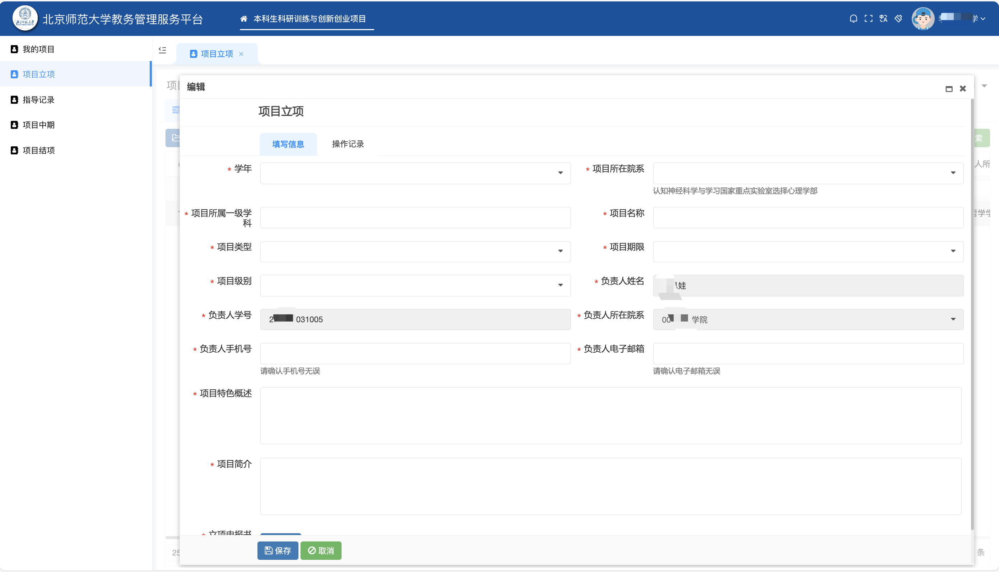 北京师范大学教务管理服务平台
本科生科研训练与创新创业项目
学
我的项目
项目立项
指导记录
项目中期
项目结项
项目立项
编辑
项目立项
填写信息 操作记录
* 学年
* 项目所在院系
认知神经科学与学习国家重点实验室选择心理学部
* 项目所属一级学
科
* 项目名称
* 项目类型
* 项目期限
* 项目级别
* 负责人姓名
娃
* 负责人学号
2 031005
* 负责人所在院系
00 学院
* 负责人手机号
请确认手机号无误
* 负责人电子邮箱
请确认电子邮箱无误
* 项目特色概述
* 项目简介
* 立项申报书
保存 取消
项
索
人所
哲学学
25
条